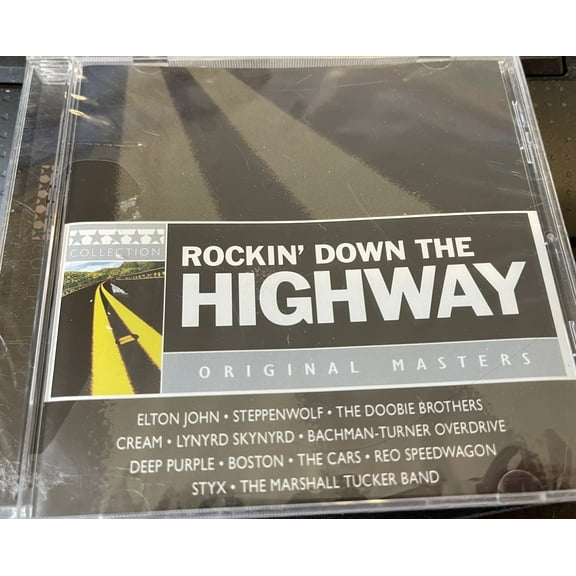 COLLECTION
ROCKIN' DOWN THE
HIGHWAY
ORIGINAL MASTERS
ELTON JOHN • STEPPENWOLF • THE DOOBIE BROTHERS
CREAM • LYNYRD SKYNYRD • BACHMAN-TURNER OVERDRIVE
DEEP PURPLE • BOSTON • THE CARS • REO SPEEDWAGON
STYX • THE MARSHALL TUCKER BAND